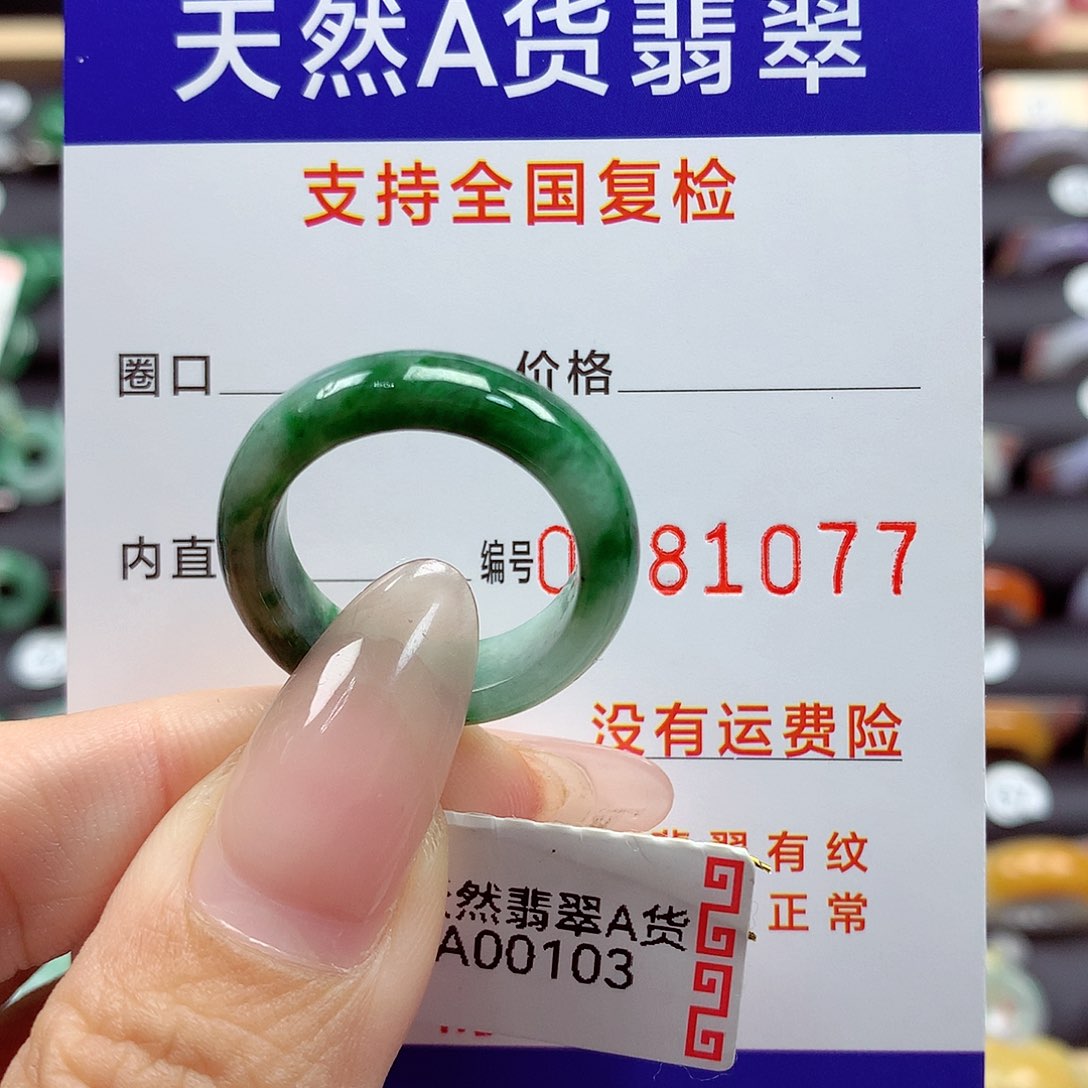 天然A货翡翠
支持全国复检
圈口 价格
内直 编号0 81077
没有运费险
翡翠有纹
正常
然翡翠A货
A00103